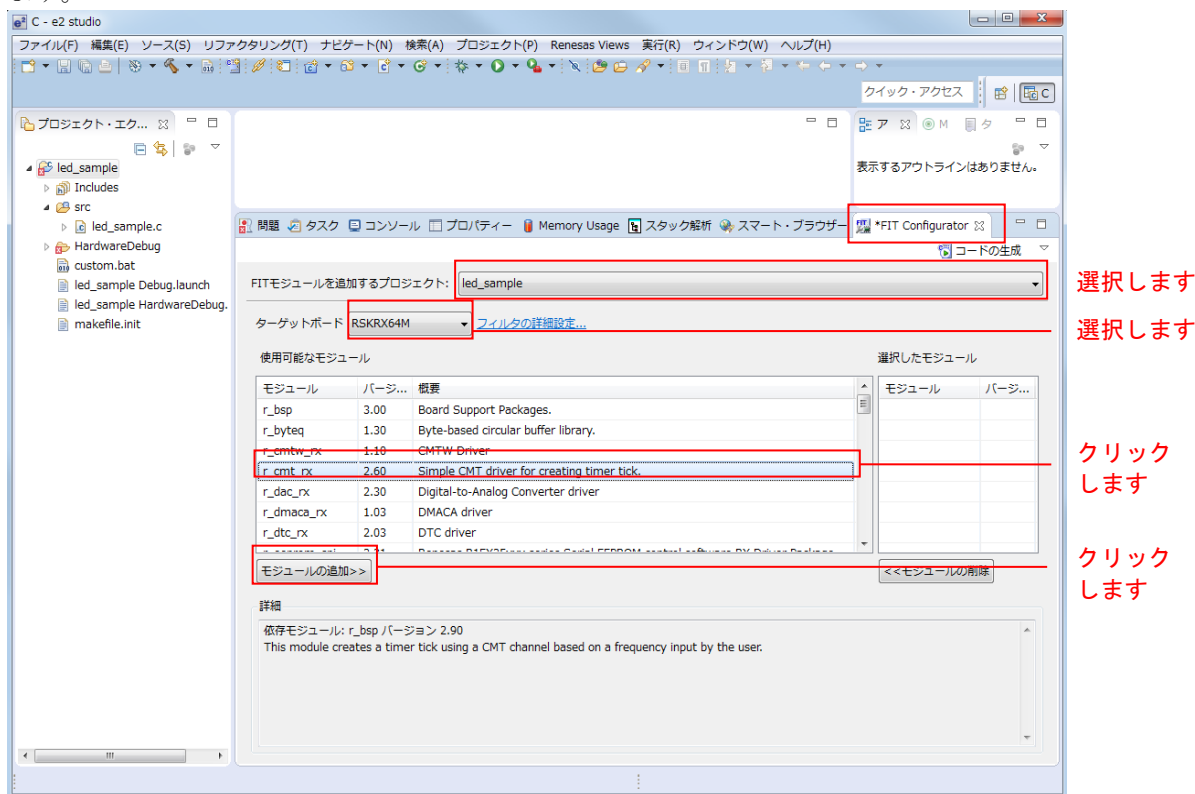 C - e2 studio
ファイル(F) 編集(E) ソース(S) リファクタリング(T) ナビゲート(N) 検索(A) プロジェクト(P) Renesas Views 実行(R) ウィンドウ(W) ヘルプ(H)
クイック・アクセス
C
プロジェクト・エク...
led_sample
Includes
src
led_sample.c
HardwareDebug
custom.bat
led_sample Debug.launch
led_sample HardwareDebug.
makefile.init
ア M タ
表示するアウトラインはありません。
問題 タスク コンソール プロパティー Memory Usage スタック解析 スマート・ブラウザー *FIT Configurator
コードの生成
FITモジュールを追加するプロジェクト: led_sample
選択します
ターゲットボード RSKRX64M フィルタの詳細設定...
選択します
使用可能なモジュール
選択したモジュール
モジュール バージ... 概要
モジュール バージ...
r_bsp 3.00 Board Support Packages.
r_byteq 1.30 Byte-based circular buffer library.
r_cmtw_rx 1.10 CMTW Driver
r_cmt_rx 2.60 Simple CMT driver for creating timer tick.
クリック
します
r_dac_rx 2.30 Digital-to-Analog Converter driver
r_dmaca_rx 1.03 DMACA driver
r_dtc_rx 2.03 DTC driver
モジュールの追加>>
<<モジュールの削除
クリック
します
詳細
依存モジュール: r_bsp バージョン 2.90
This module creates a timer tick using a CMT channel based on a frequency input by the user.